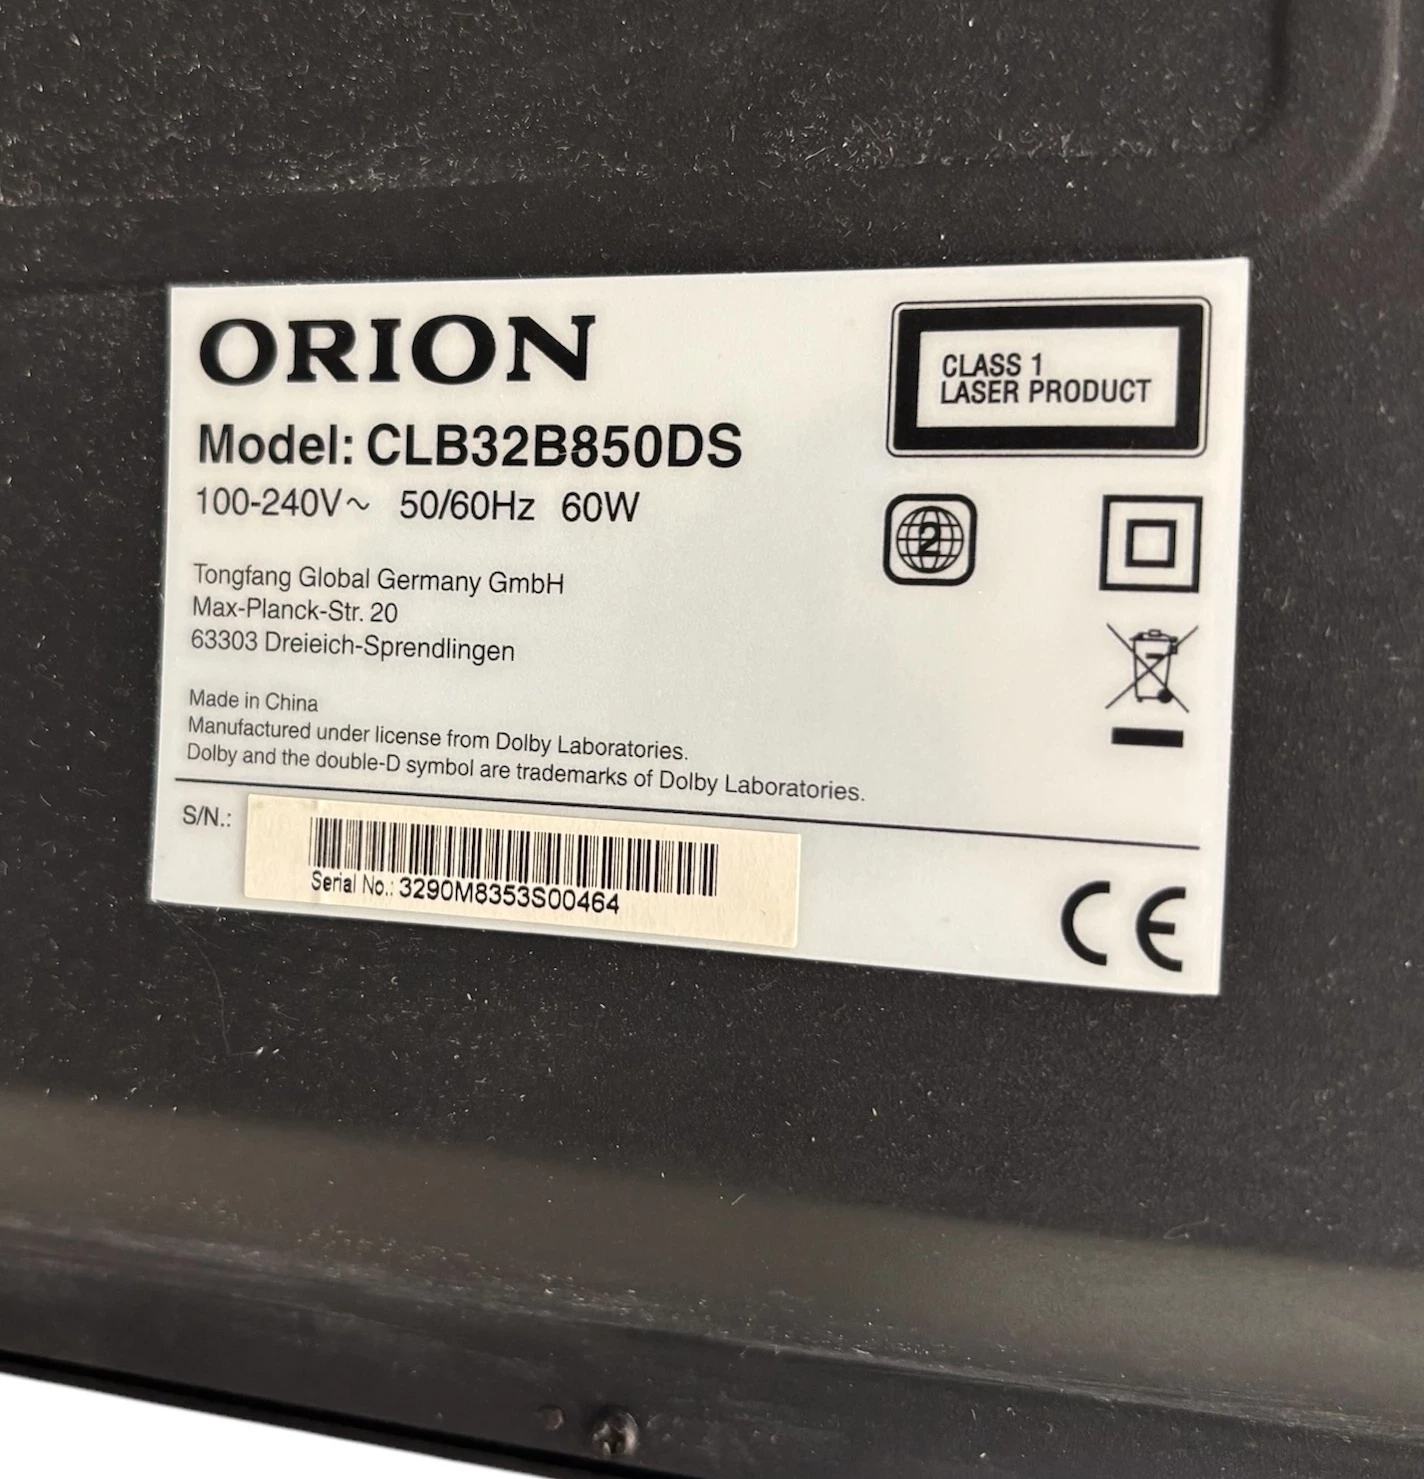 ORION
CLASS 1
LASER PRODUCT
Model: CLB32B850DS
100-240V~ 50/60Hz 60W
2
Tongfang Global Germany GmbH
Max-Planck-Str. 20
63303 Dreieich-Sprendlingen
Made in China
Manufactured under license from Dolby Laboratories.
Dolby and the double-D symbol are trademarks of Dolby Laboratories.
S/N.:
Serial No.: 3290M8353S00464
CE